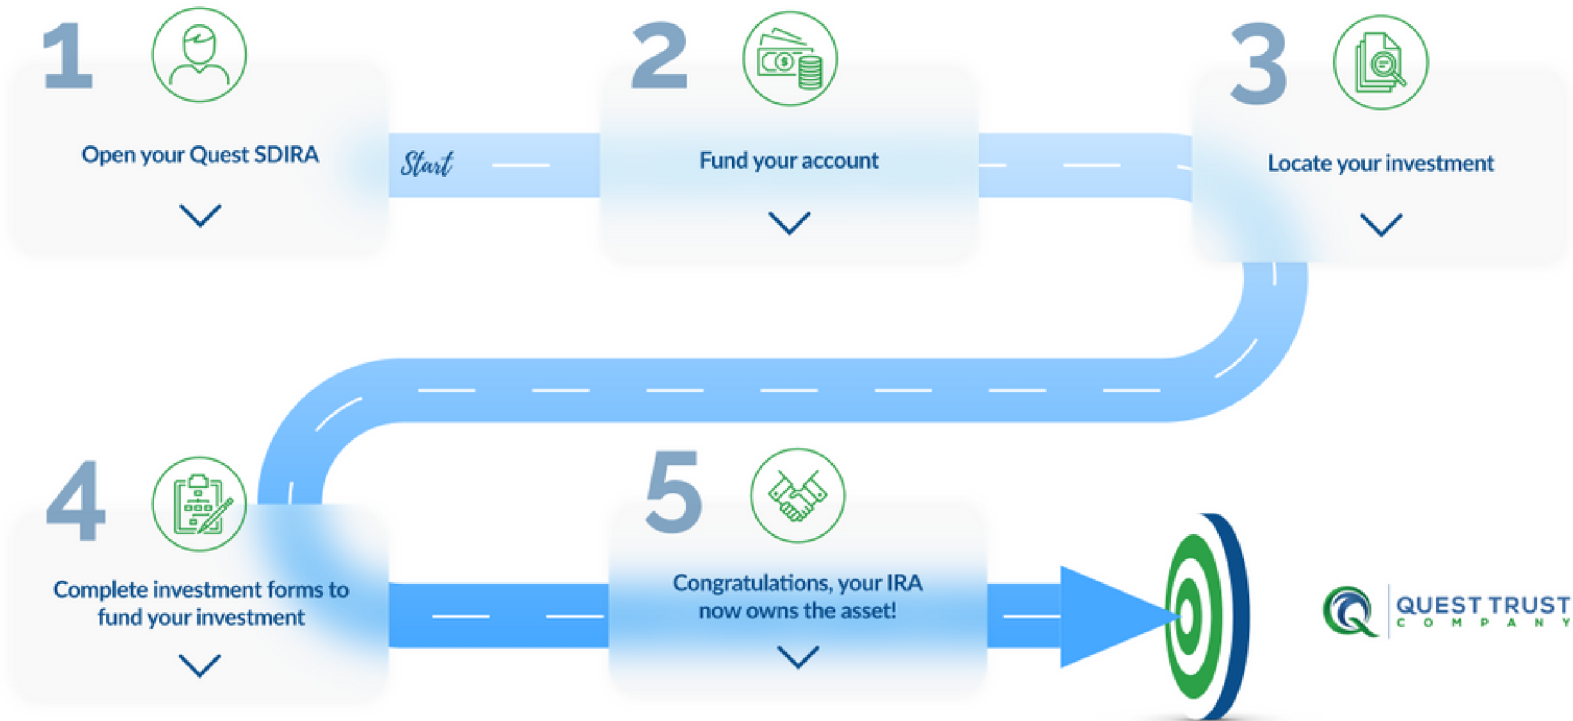 1
Open your Quest SDIRA
Start
2
Fund your account
3
Locate your investment
4
Complete investment forms to
fund your investment
5
Congratulations, your IRA
now owns the asset!
QUEST TRUST
COMPANY